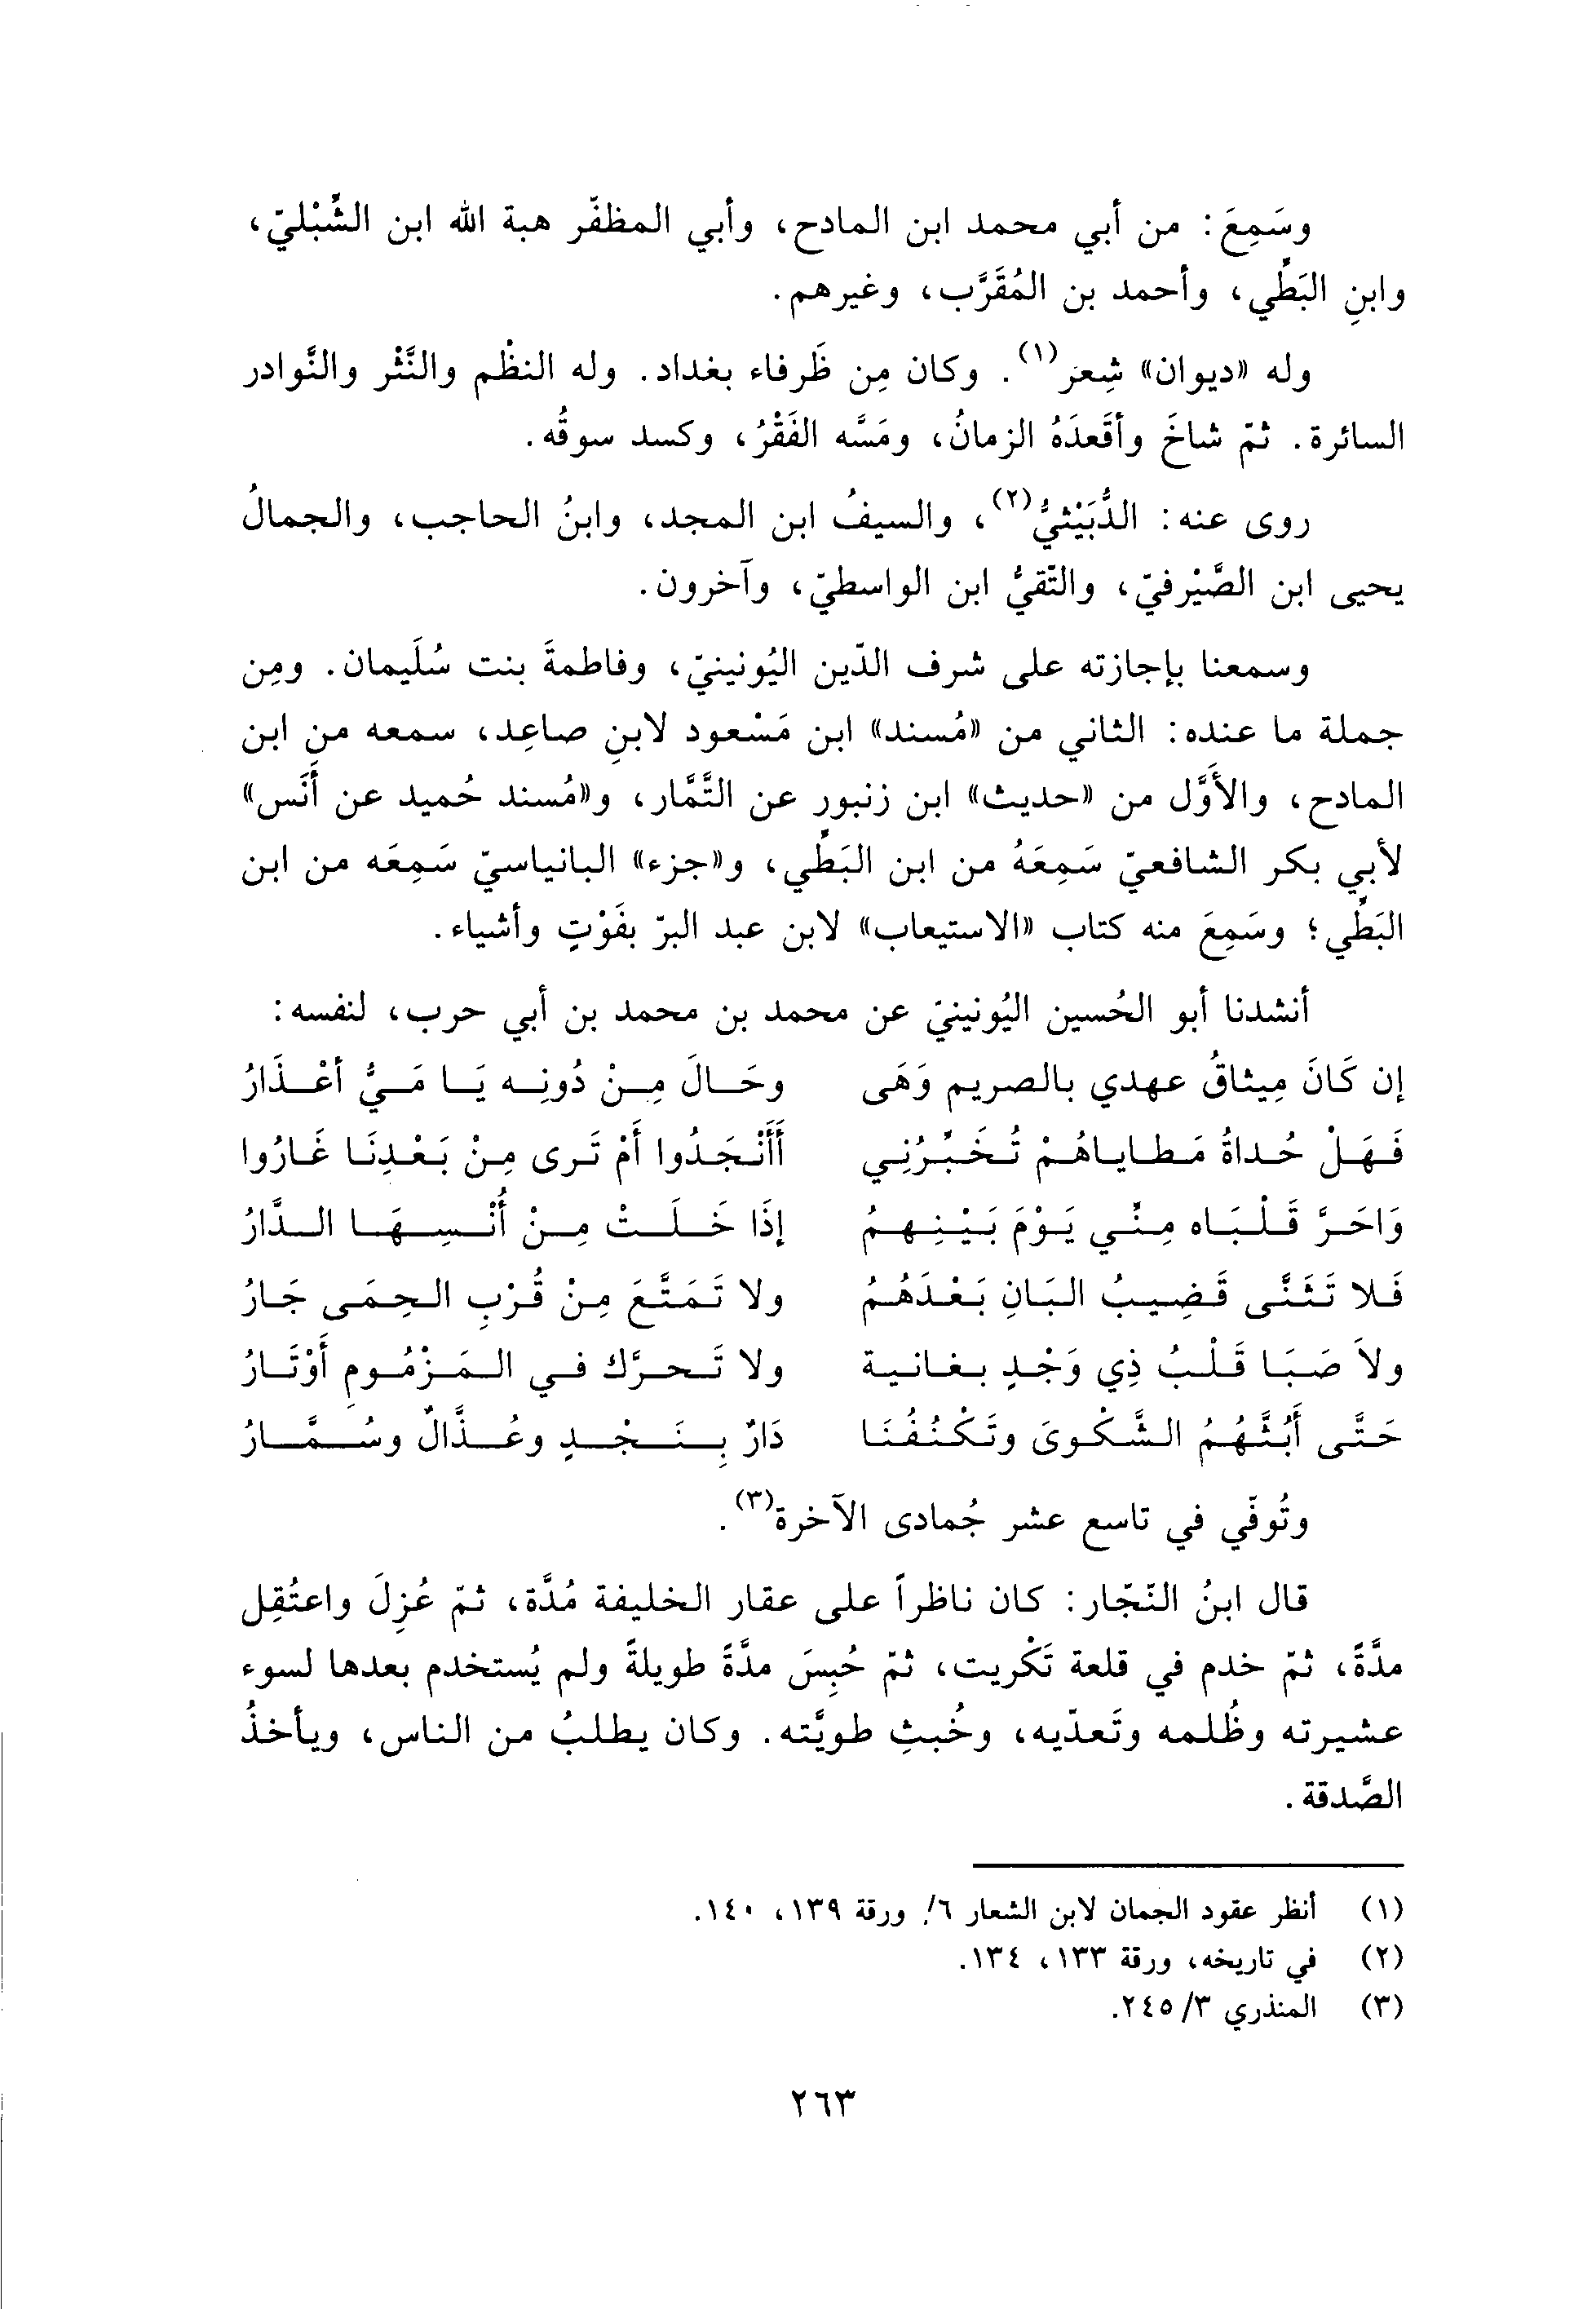 وسَمِعَ: من أبي محمد ابن المادح، وأبي المظفّر هبة الله ابن الشِّبْليّ،
وابنِ البَطِّي، وأحمد بن المُقَرَّب، وغيرهم.
وله «ديوان» شِعر(١). وكان مِن ظَرفاء بغداد. وله النظْم والنَّثْر والنَّوادر
السائرة. ثمّ شاخَ وأقَعدَهُ الزمانُ، ومَسَّه الفَقْرُ، وكسد سوقُه.
روى عنه: الدُّبَيْثيُّ(٢)، والسيفُ ابن المجد، وابنُ الحاجب، والجمالُ
يحيى ابن الصَّيْرفيّ، والتّقيُّ ابن الواسطيّ، وآخرون.
وسمعنا بإجازته على شرف الدّين اليُونينيّ، وفاطمةَ بنت سُلَيمان. ومِن
جملة ما عنده: الثاني من «مُسند» ابن مَسْعود لابنِ صاعِد، سمعه من ابن
المادح، والأَوَّل من «حديث» ابن زنبور عن التَّمَّار، و«مُسند حُميد عن أَنَس»
لأبي بكر الشافعيّ سَمِعَهُ من ابن البَطِّي، و«جزء» البانياسيّ سَمِعَه من ابن
البَطِّي؛ وسَمِعَ منه كتاب «الاستيعاب» لابن عبد البرّ بفَوْتٍ وأشياء.
أنشدنا أبو الحُسين اليُونينيّ عن محمد بن محمد بن أبي حرب، لنفسه:
إن كَانَ مِيثاقُ عهدي بالصريم وَهَى وحَالَ مِنْ دُونِه يَا مَيُّ أعْذَارُ
فَهَلْ حُداةُ مَطاياهُمْ تُخَبِّرُنِي أَأَنْجَدُوا أَمْ تَرى مِنْ بَعْدِنَا غَارُوا
وَاحَرَّ قَلْبَاه مِنِّي يَوْمَ بَيْنِهمُ إذَا خَلَتْ مِنْ أُنْسِهَا الدَّارُ
فَلا تَثَنَّى قَضِيبُ البَانِ بَعْدَهُمُ ولا تَمَتَّعَ مِنْ قُرْبِ الحِمَى جَارُ
ولاَ صَبَا قَلْبُ ذِي وَجْدٍ بغانية ولا تَحرَّك في المَزْمُومِ أَوْتَارُ
حَتَّى أَبُثَّهُمُ الشَّكْوىَ وتَكْنُفُنَا دَارٌ بِنَجْدٍ وعُذَّالٌ وسُمَّارُ
وتُوفّي في تاسع عشر جُمادى الآخرة(٣).
قال ابنُ النّجّار: كان ناظراً على عقار الخليفة مُدَّة، ثمّ عُزِلَ واعتُقِل
مدَّةً، ثمّ خدم في قلعة تَكْريت، ثمّ حُبِسَ مدَّةً طويلةً ولم يُستخدم بعدها لسوء
عشيرته وظُلمه وتَعدّيه، وخُبثِ طويَّته. وكان يطلبُ من الناس، ويأخذُ
الصَّدقة.
(١) أنظر عقود الجمان لابن الشعار ٦/ ورقة ١٣٩، ١٤٠.
(٢) في تاريخه، ورقة ١٣٣، ١٣٤.
(٣) المنذري ٣/ ٢٤٥.
٢٦٣